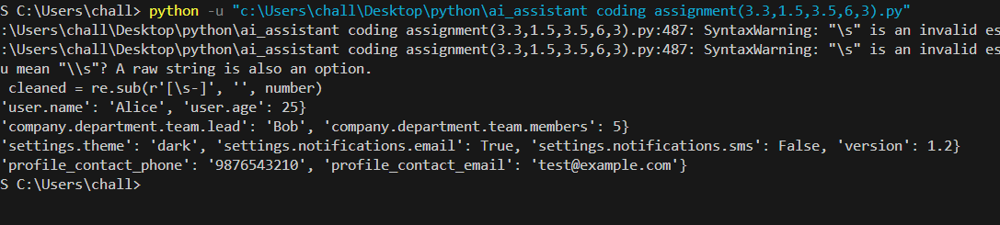 S C:\Users\chall> python -u "c:\Users\chall\Desktop\python\ai_assistant coding assignment(3.3,1.5,3.5,6,3).py"
:\Users\chall\Desktop\python\ai_assistant coding assignment(3.3,1.5,3.5,6,3).py:487: SyntaxWarning: "\s" is an invalid es
:\Users\chall\Desktop\python\ai_assistant coding assignment(3.3,1.5,3.5,6,3).py:487: SyntaxWarning: "\s" is an invalid es
u mean "\\s"? A raw string is also an option.
cleaned = re.sub(r'[\s-]', '', number)
'user.name': 'Alice', 'user.age': 25}
'company.department.team.lead': 'Bob', 'company.department.team.members': 5}
'settings.theme': 'dark', 'settings.notifications.email': True, 'settings.notifications.sms': False, 'version': 1.2}
'profile_contact_phone': '9876543210', 'profile_contact_email': 'test@example.com'}
S C:\Users\chall>